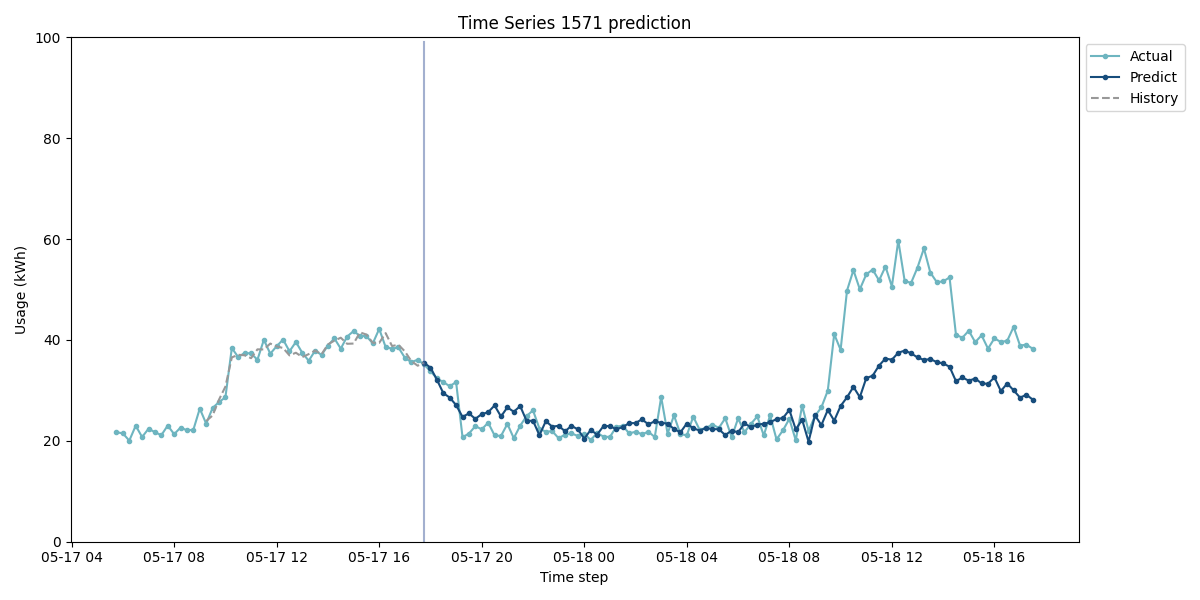 Time Series 1571 prediction
100
80
60
40
20
0
Usage (kWh)
05-17 04 05-17 08 05-17 12 05-17 16 05-17 20 05-18 00 05-18 04 05-18 08 05-18 12 05-18 16
Time step
Actual
Predict
History